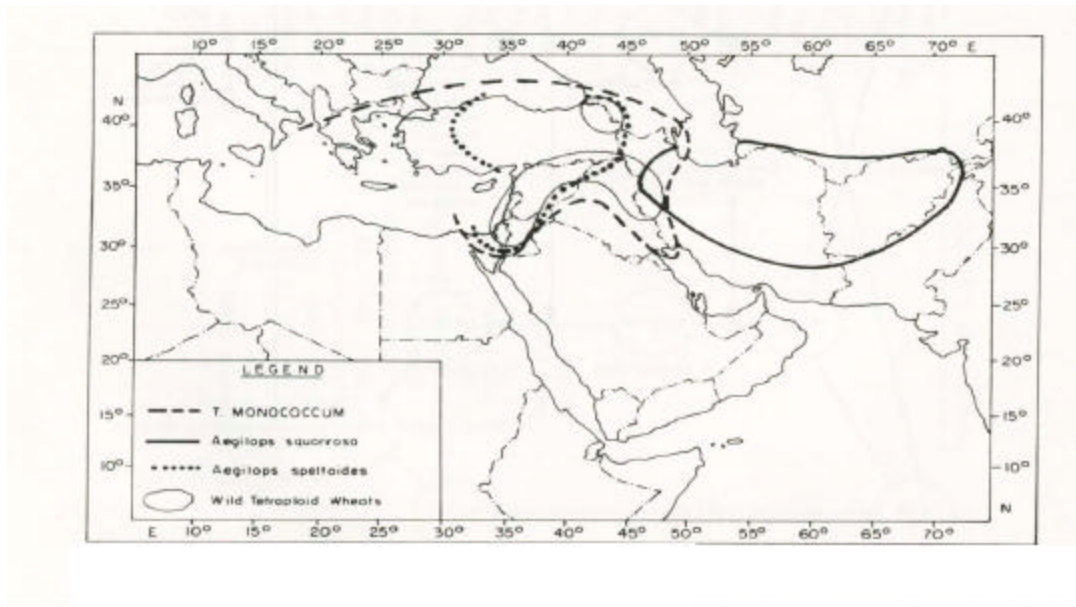 10° 15° 20° 25° 30° 35° 40° 45° 50° 55° 60° 65° 70° E
N
40° 40°
35° 35°
30° 30°
25° 25°
20° 20°
LEGEND
T. MONOCOCCUM
15° 15°
Aegilops squarrosa
Aegilops speltoides
10° 10°
Wild Tetraploid Wheats
N
E 10° 15° 20° 25° 30° 35° 40° 45° 50° 55° 60° 65° 70°